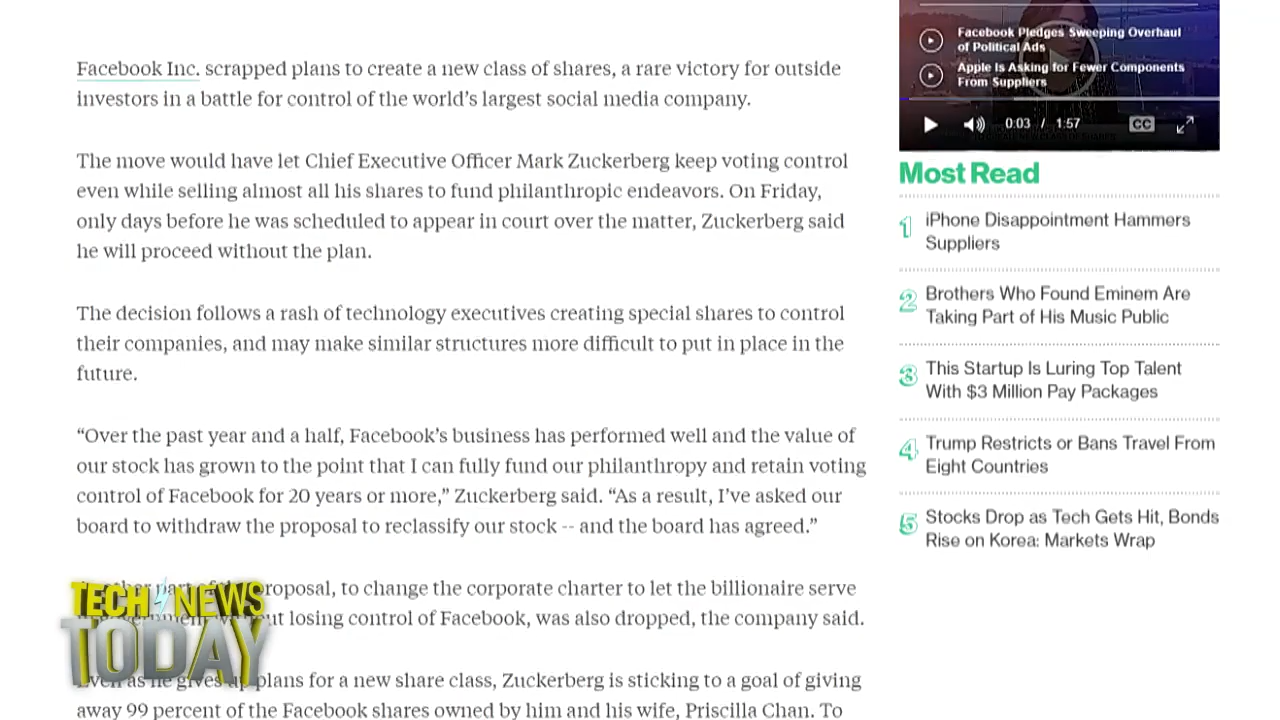 Facebook Inc. scrapped plans to create a new class of shares, a rare victory for outside
investors in a battle for control of the world's largest social media company.
The move would have let Chief Executive Officer Mark Zuckerberg keep voting control
even while selling almost all his shares to fund philanthropic endeavors. On Friday,
only days before he was scheduled to appear in court over the matter, Zuckerberg said
he will proceed without the plan.
The decision follows a rash of technology executives creating special shares to control
their companies, and may make similar structures more difficult to put in place in the
future.
“Over the past year and a half, Facebook's business has performed well and the value of
our stock has grown to the point that I can fully fund our philanthropy and retain voting
control of Facebook for 20 years or more,” Zuckerberg said. “As a result, I've asked our
board to withdraw the proposal to reclassify our stock -- and the board has agreed.”
proposal, to change the corporate charter to let the billionaire serve
losing control of Facebook, was also dropped, the company said.
Even as he gives up plans for a new share class, Zuckerberg is sticking to a goal of giving
away 99 percent of the Facebook shares owned by him and his wife, Priscilla Chan. To
TECH NEWS
TODAY
Facebook Pledges Sweeping Overhaul
of Political Ads
Apple Is Asking for Fewer Components
From Suppliers
0:03 / 1:57
CC
Most Read
1
iPhone Disappointment Hammers
Suppliers
2
Brothers Who Found Eminem Are
Taking Part of His Music Public
3
This Startup Is Luring Top Talent
With $3 Million Pay Packages
4
Trump Restricts or Bans Travel From
Eight Countries
5
Stocks Drop as Tech Gets Hit, Bonds
Rise on Korea: Markets Wrap